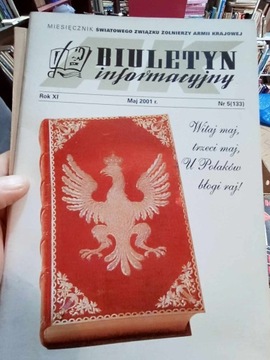 MIESIĘCZNIK ŚWIATOWEGO ZWIĄZKU ŻOŁNIERZY ARMII KRAJOWEJ
AK
BIULETYN
informacyjny
Rok XI Maj 2001 r. Nr 5(133)
Witaj maj,
trzeci maj,
U Polaków
błogi raj!